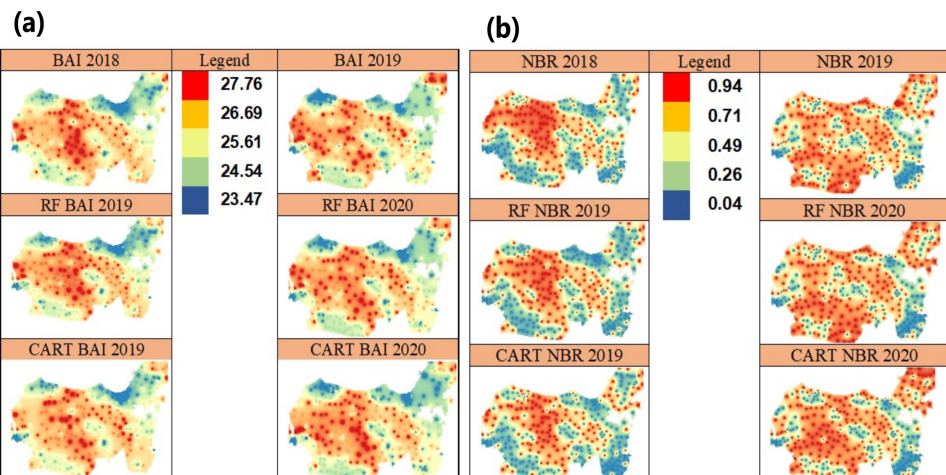 (a)
(b)
BAI 2018 Legend BAI 2019
27.76
26.69
25.61
24.54
23.47
RF BAI 2019 RF BAI 2020
CART BAI 2019 CART BAI 2020
NBR 2018 Legend NBR 2019
0.94
0.71
0.49
0.26
0.04
RF NBR 2019 RF NBR 2020
CART NBR 2019 CART NBR 2020